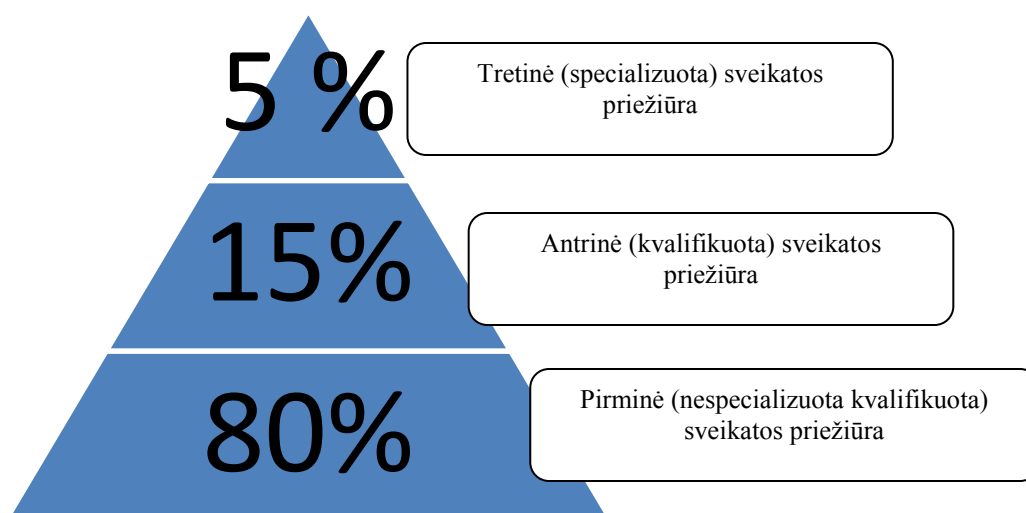 5 %
Tretinė (specializuota) sveikatos
priežiūra
15%
Antrinė (kvalifikuota) sveikatos
priežiūra
80%
Pirminė (nespecializuota kvalifikuota)
sveikatos priežiūra